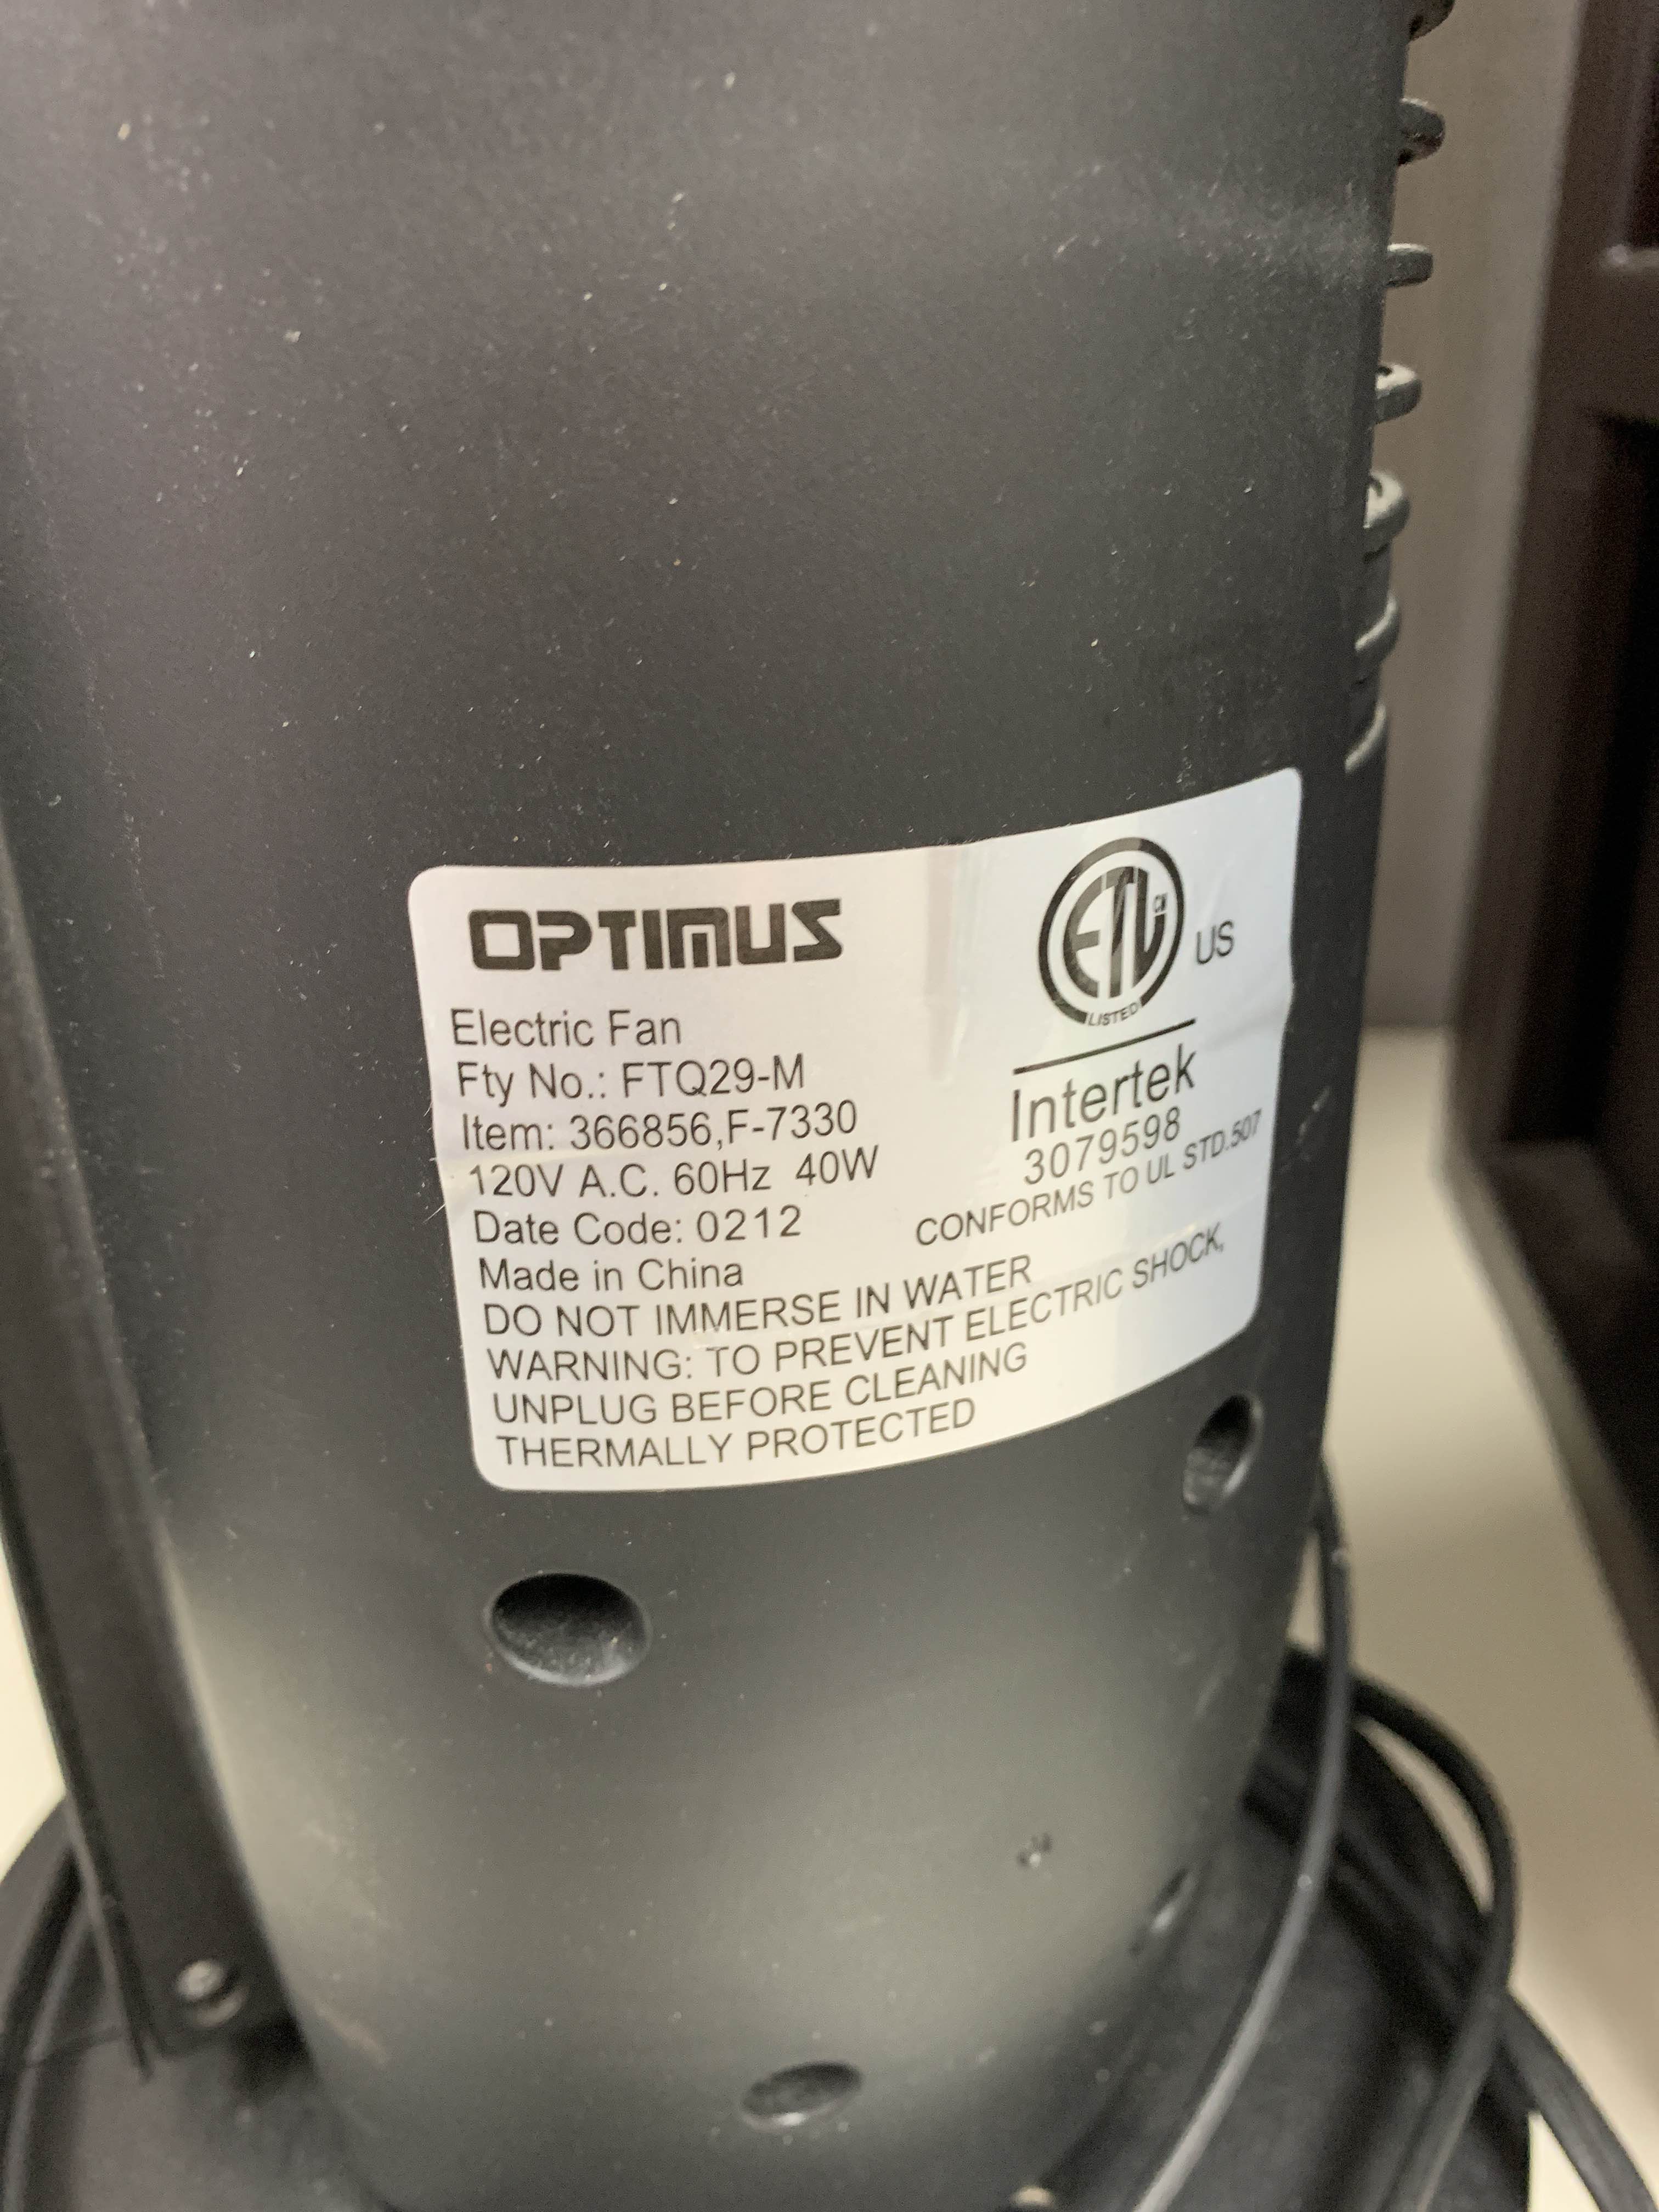 OPTIMUS
Electric Fan
Fty No.: FTQ29-M
Item: 366856,F-7330
120V A.C. 60Hz 40W
Date Code: 0212
Made in China
DO NOT IMMERSE IN WATER
WARNING: TO PREVENT ELECTRIC SHOCK,
UNPLUG BEFORE CLEANING
THERMALLY PROTECTED
ETL CM
LISTED
US
Intertek
3079598
CONFORMS TO UL STD.507